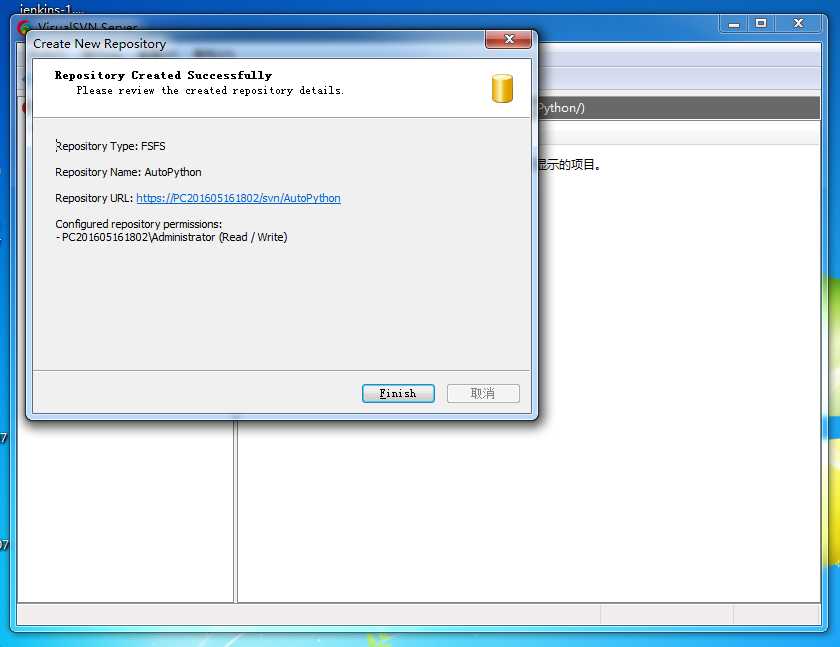 jenkins-1....
VisualSVN Server
Create New Repository
Repository Created Successfully
Please review the created repository details.
Python/)
Repository Type: FSFS
显示的项目。
Repository Name: AutoPython
Repository URL: https://PC201605161802/svn/AutoPython
Configured repository permissions:
- PC201605161802\Administrator (Read / Write)
Finish
取消
7
07